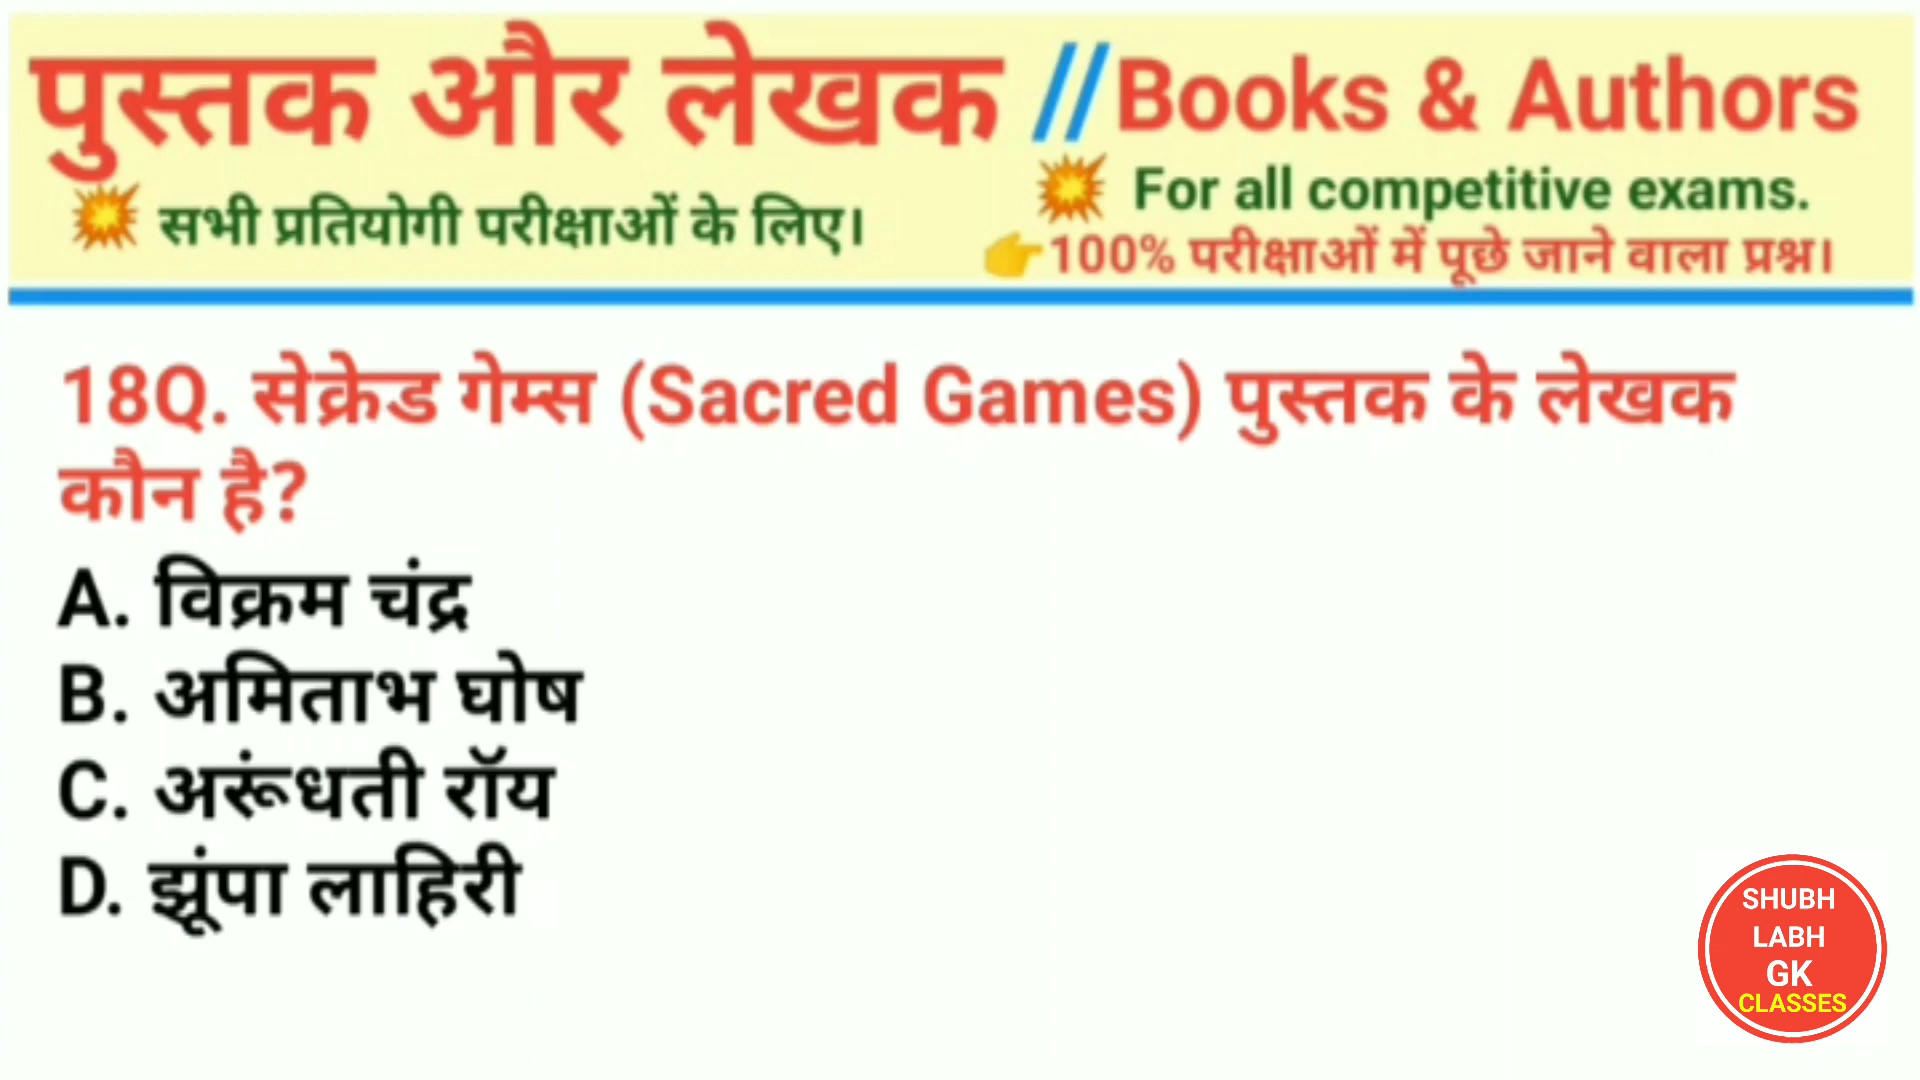 पुस्तक और लेखक //Books & Authors
💥 सभी प्रतियोगी परीक्षाओं के लिए।
💥 For all competitive exams.
👉100% परीक्षाओं में पूछे जाने वाला प्रश्न।
18Q. सेक्रेड गेम्स (Sacred Games) पुस्तक के लेखक
कौन है?
A. विक्रम चंद्र
B. अमिताभ घोष
C. अरूंधती रॉय
D. झूंपा लाहिरी
SHUBH
LABH
GK
CLASSES